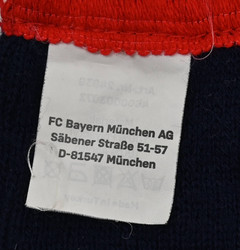 FC Bayern München AG
Säbener Straße 51-57
D-81547 München